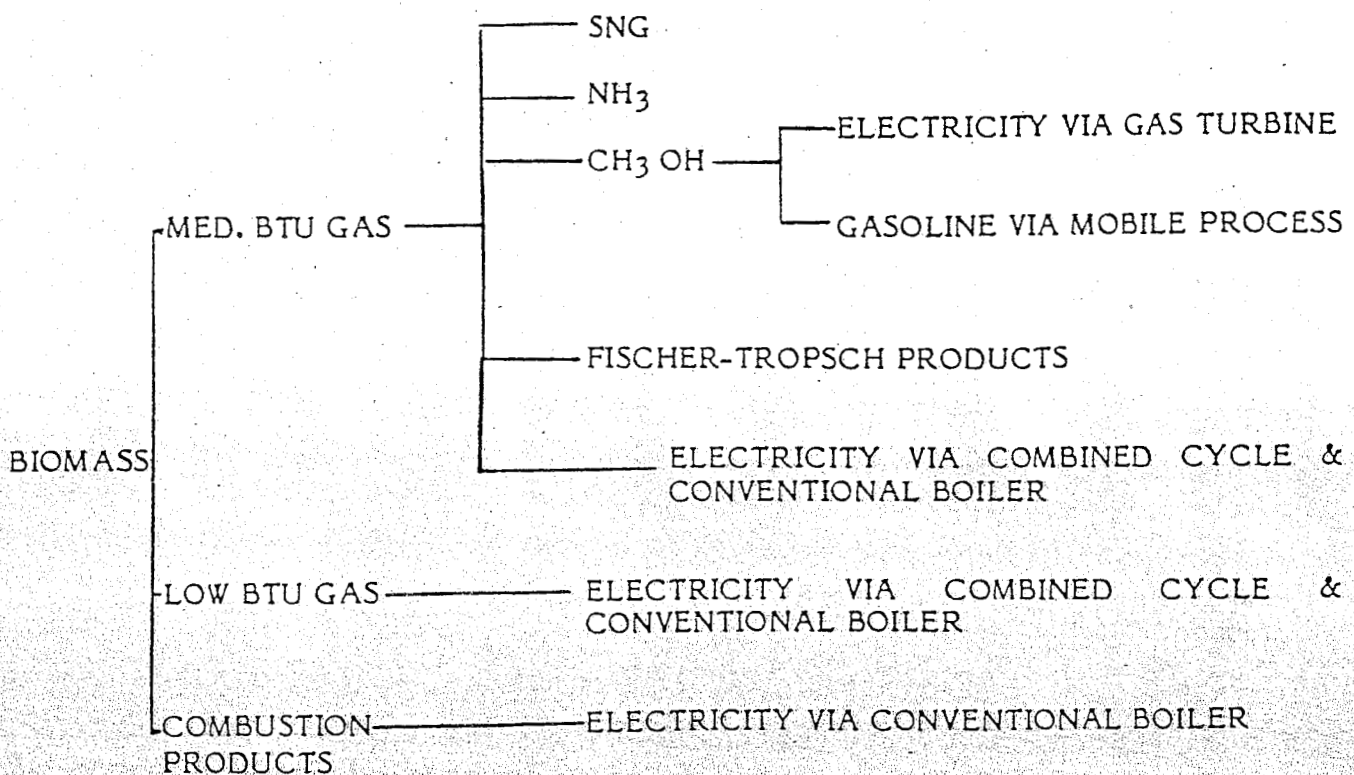 SNG
NH3
CH3 OH
ELECTRICITY VIA GAS TURBINE
GASOLINE VIA MOBILE PROCESS
MED. BTU GAS
FISCHER-TROPSCH PRODUCTS
BIOMASS
ELECTRICITY VIA COMBINED CYCLE &
CONVENTIONAL BOILER
LOW BTU GAS
ELECTRICITY VIA COMBINED CYCLE &
CONVENTIONAL BOILER
COMBUSTION
PRODUCTS
ELECTRICITY VIA CONVENTIONAL BOILER